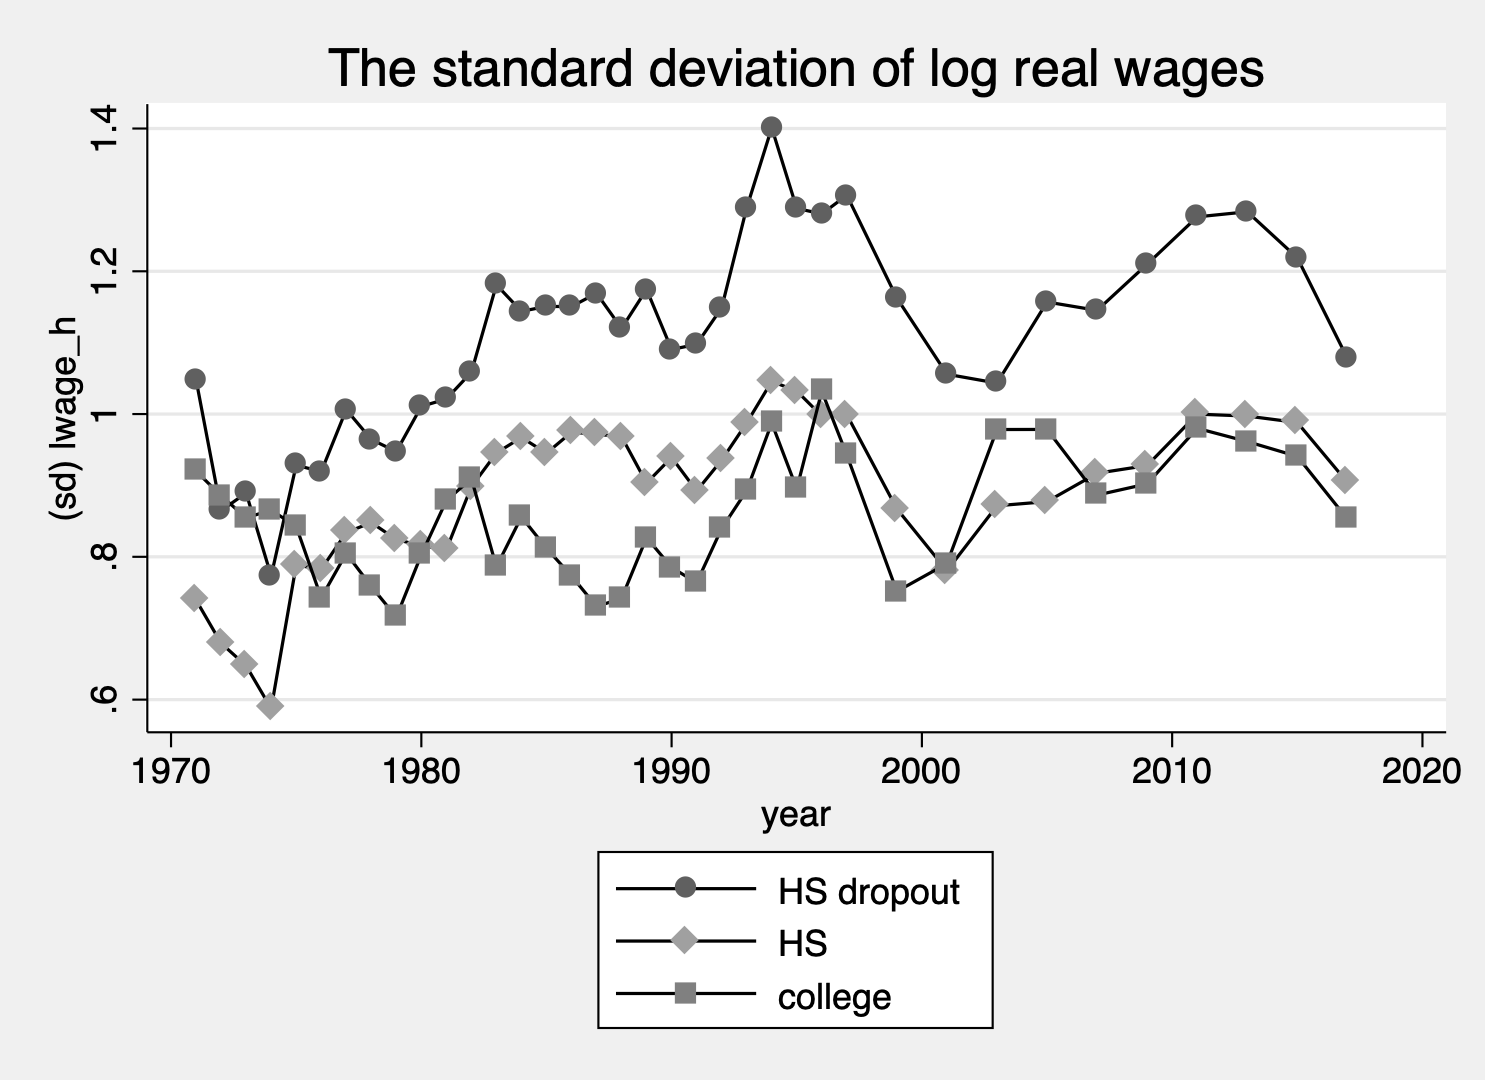 The standard deviation of log real wages
(sd) lwage_h
1.4
1.2
1
.8
.6
1970 1980 1990 2000 2010 2020
year
HS dropout
HS
college